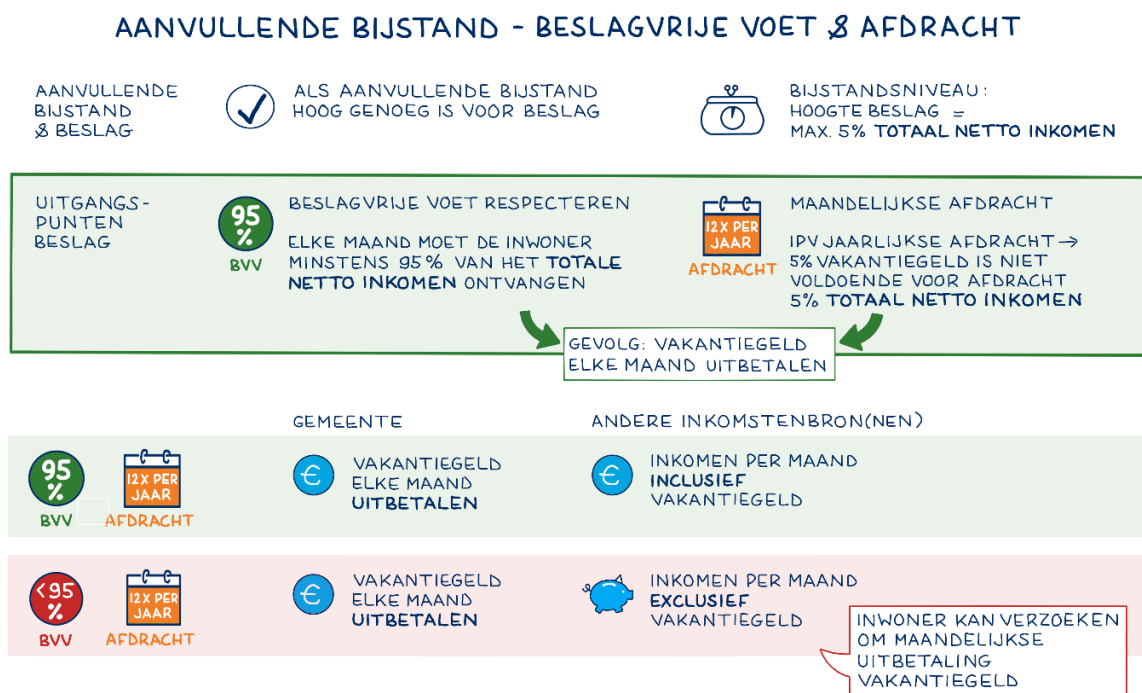 AANVULLENDE BIJSTAND - BESLAGVRIJE VOET & AFDRACHT
AANVULLENDE
BIJSTAND
& BESLAG
ALS AANVULLENDE BIJSTAND
HOOG GENOEG IS VOOR BESLAG
BIJSTANDSNIVEAU:
HOOGTE BESLAG =
MAX. 5% TOTAAL NETTO INKOMEN
UITGANGS-
PUNTEN
BESLAG
95
%
BVV
BESLAGVRIJE VOET RESPECTEREN
ELKE MAAND MOET DE INWONER
MINSTENS 95% VAN HET TOTALE
NETTO INKOMEN ONTVANGEN
12X PER
JAAR
AFDRACHT
MAANDELIJKSE AFDRACHT
IPV JAARLIJKSE AFDRACHT →
5% VAKANTIEGELD IS NIET
VOLDOENDE VOOR AFDRACHT
5% TOTAAL NETTO INKOMEN
GEVOLG: VAKANTIEGELD
ELKE MAAND UITBETALEN
GEMEENTE
ANDERE INKOMSTENBRON(NEN)
95
%
BVV
12X PER
JAAR
AFDRACHT
€
VAKANTIEGELD
ELKE MAAND
UITBETALEN
€
INKOMEN PER MAAND
INCLUSIEF
VAKANTIEGELD
<95
%
BVV
12X PER
JAAR
AFDRACHT
€
VAKANTIEGELD
ELKE MAAND
UITBETALEN
INKOMEN PER MAAND
EXCLUSIEF
VAKANTIEGELD
INWONER KAN VERZOEKEN
OM MAANDELIJKSE
UITBETALING
VAKANTIEGELD